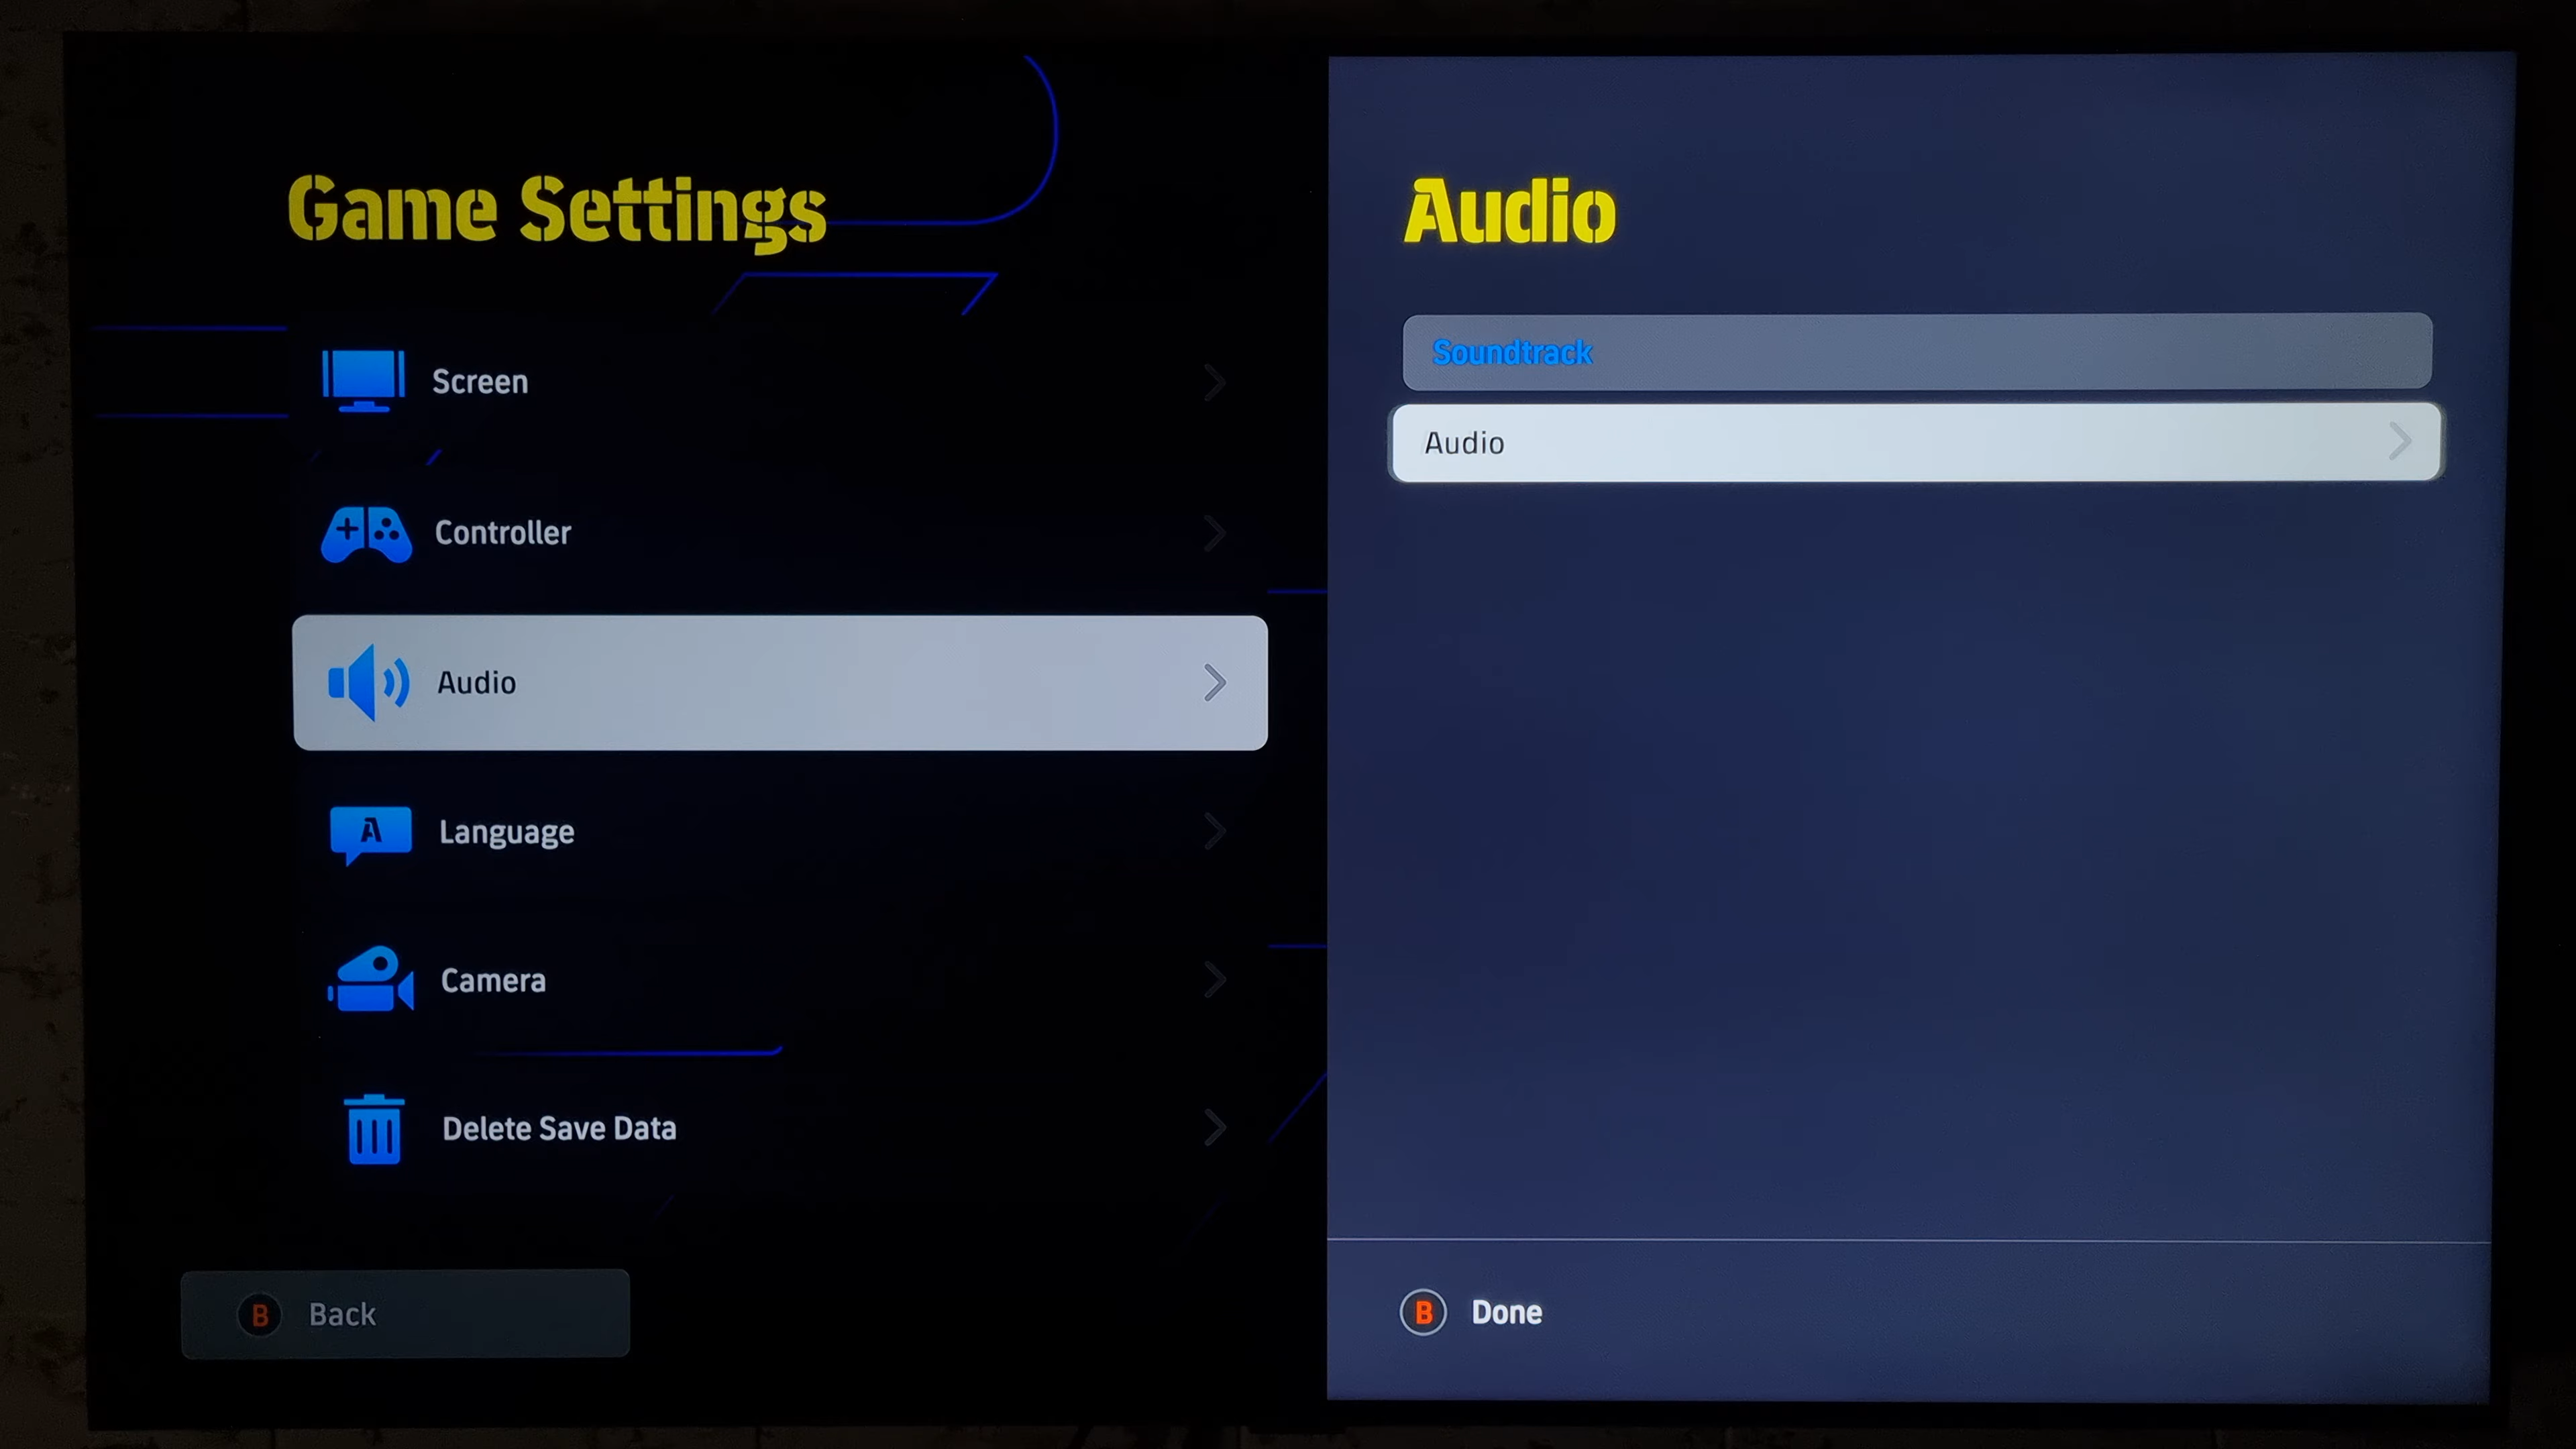 Game Settings
Screen
Controller
Audio
Language
Camera
Delete Save Data
B Back
Audio
Soundtrack
Audio
B Done